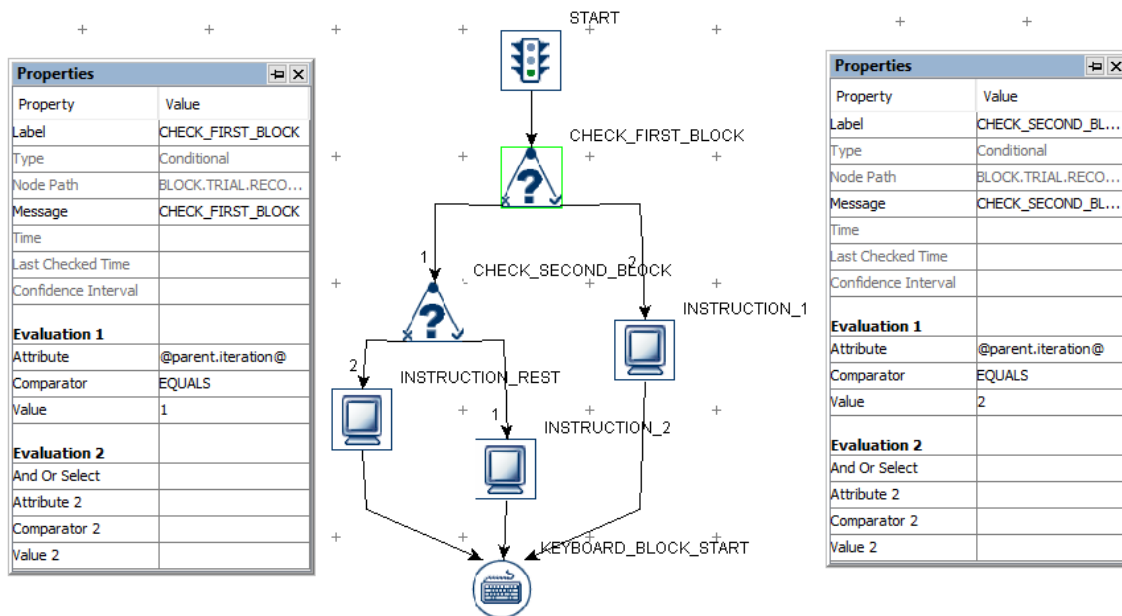 Properties
Property Value
Label CHECK_FIRST_BLOCK
Type Conditional
Node Path BLOCK.TRIAL.RECO...
Message CHECK_FIRST_BLOCK
Time
Last Checked Time
Confidence Interval
Evaluation 1
Attribute @parent.iteration@
Comparator EQUALS
Value 1
Evaluation 2
And Or Select
Attribute 2
Comparator 2
Value 2
START
CHECK_FIRST_BLOCK
?
1
2
CHECK_SECOND_BLOCK
?
INSTRUCTION_1
2
INSTRUCTION_REST
1
INSTRUCTION_2
KEYBOARD_BLOCK_START
Properties
Property Value
Label CHECK_SECOND_BL...
Type Conditional
Node Path BLOCK.TRIAL.RECO...
Message CHECK_SECOND_BL...
Time
Last Checked Time
Confidence Interval
Evaluation 1
Attribute @parent.iteration@
Comparator EQUALS
Value 2
Evaluation 2
And Or Select
Attribute 2
Comparator 2
Value 2